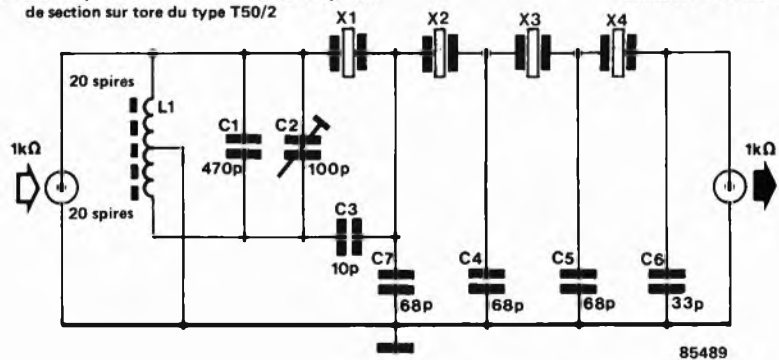 de section sur tore du type T50/2
X1 X2 X3 X4
20 spires
L1
C1 C2
1kΩ 470p 100p 1kΩ
20 spires
C3
10p
C7 C4 C5 C6
68p 68p 68p 33p
85489